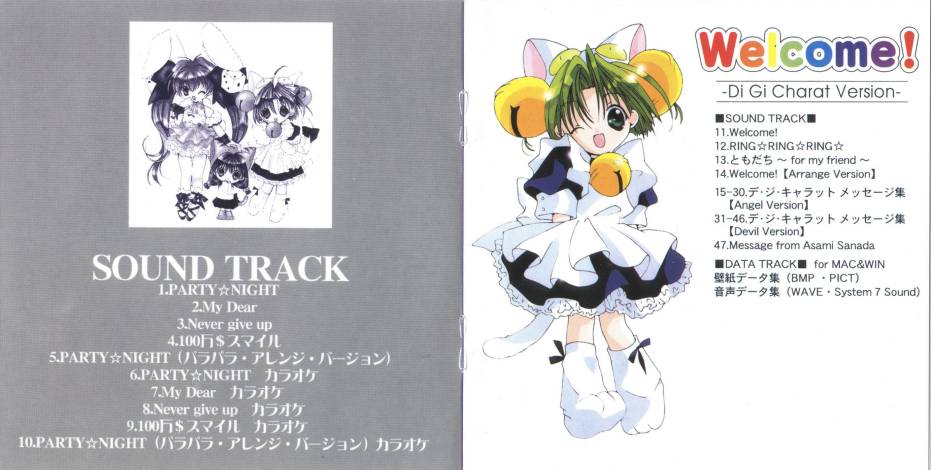 SOUND TRACK
1.PARTY☆NIGHT
2.My Dear
3.Never give up
4.100万$スマイル
5.PARTY☆NIGHT（パラパラ・アレンジ・バージョン）
6.PARTY☆NIGHT　カラオケ
7.My Dear　カラオケ
8.Never give up　カラオケ
9.100万$スマイル　カラオケ
10.PARTY☆NIGHT（パラパラ・アレンジ・バージョン）カラオケ
Welcome!
-Di Gi Charat Version-
■SOUND TRACK■
11.Welcome!
12.RING☆RING☆RING☆
13.ともだち ～ for my friend ～
14.Welcome!【Arrange Version】
15-30.デ・ジ・キャラット メッセージ集
【Angel Version】
31-46.デ・ジ・キャラット メッセージ集
【Devil Version】
47.Message from Asami Sanada
■DATA TRACK■ for MAC&WIN
壁紙データ集（BMP ・PICT）
音声データ集（WAVE・System 7 Sound）